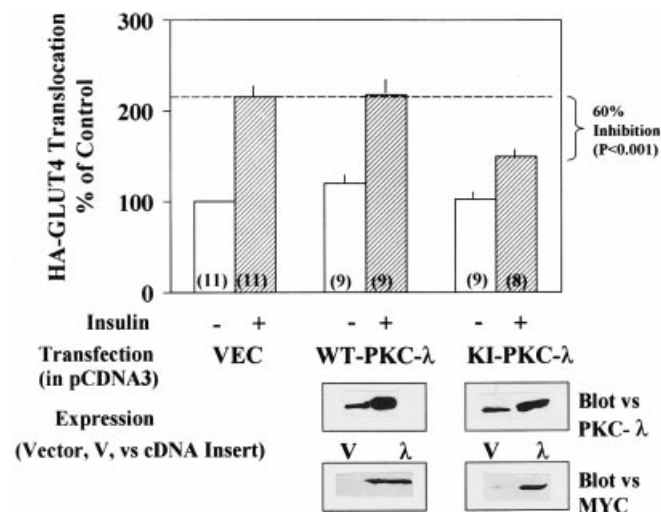 300
200
100
0
HA-GLUT4 Translocation
% of Control
60%
Inhibition
(P<0.001)
(11) (11) (9) (9) (9) (8)
Insulin - + - + - +
Transfection VEC WT-PKC-λ KI-PKC-λ
(in pCDNA3)
Expression
(Vector, V, vs cDNA Insert)
Blot vs
PKC- λ
V λ V λ
Blot vs
MYC